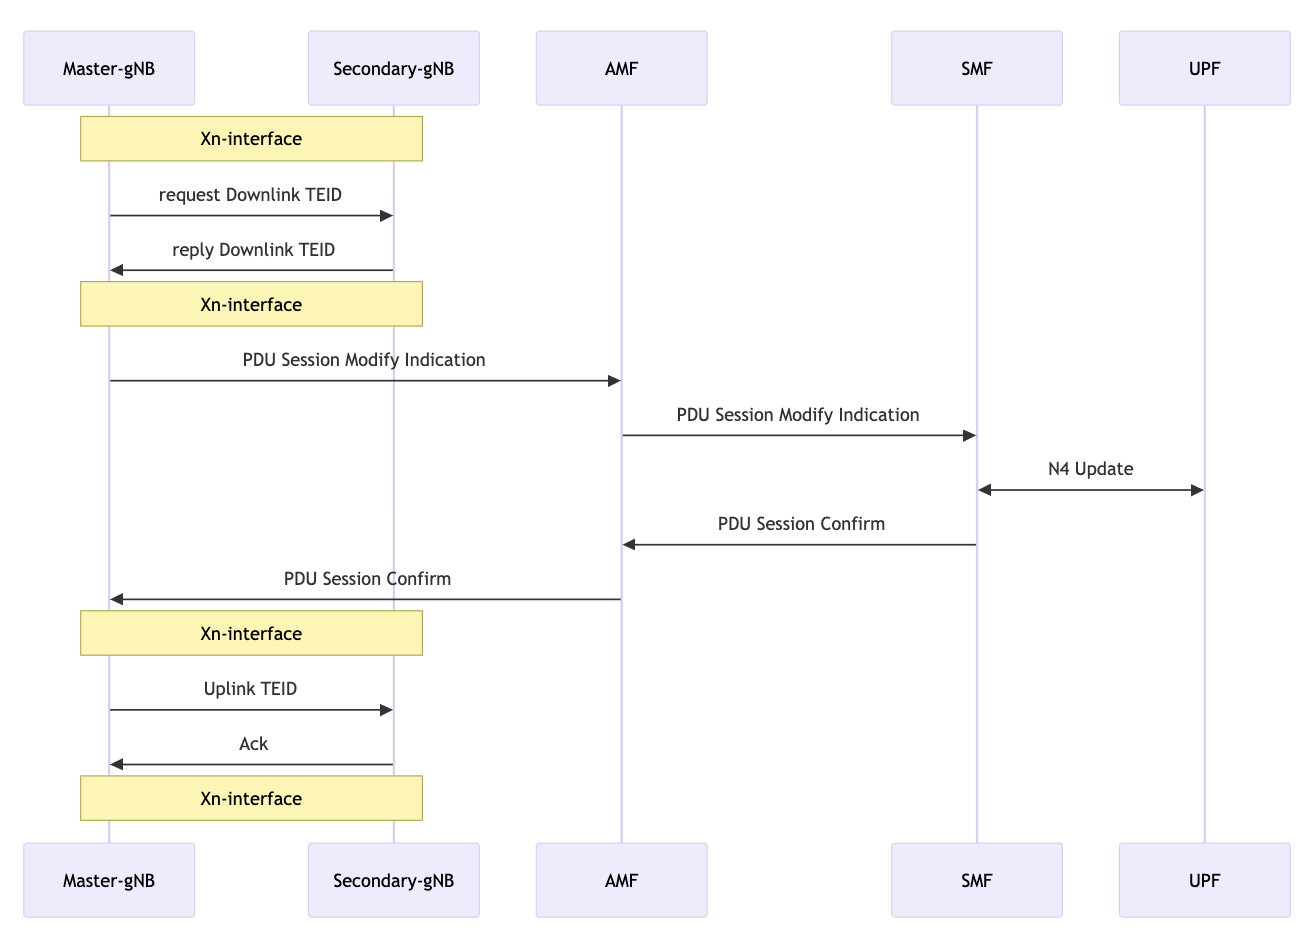 Master-gNB
Secondary-gNB
AMF
SMF
UPF
Xn-interface
request Downlink TEID
reply Downlink TEID
Xn-interface
PDU Session Modify Indication
PDU Session Modify Indication
N4 Update
PDU Session Confirm
PDU Session Confirm
Xn-interface
Uplink TEID
Ack
Xn-interface
Master-gNB
Secondary-gNB
AMF
SMF
UPF